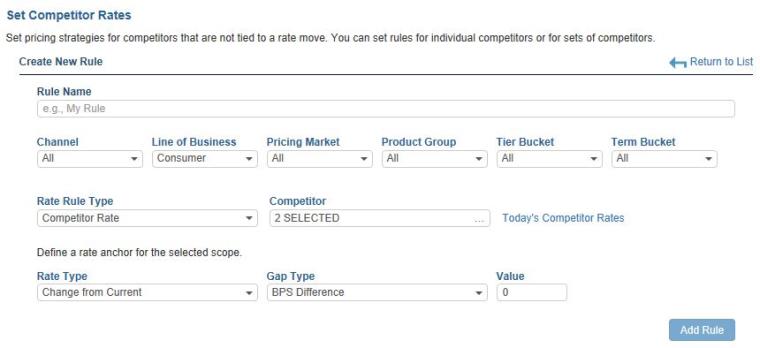 Set Competitor Rates
Set pricing strategies for competitors that are not tied to a rate move. You can set rules for individual competitors or for sets of competitors.
Create New Rule Return to List
Rule Name
e.g., My Rule
Channel Line of Business Pricing Market Product Group Tier Bucket Term Bucket
All Consumer All All All All
Rate Rule Type Competitor
Competitor Rate 2 SELECTED ... Today's Competitor Rates
Define a rate anchor for the selected scope.
Rate Type Gap Type Value
Change from Current BPS Difference 0
Add Rule